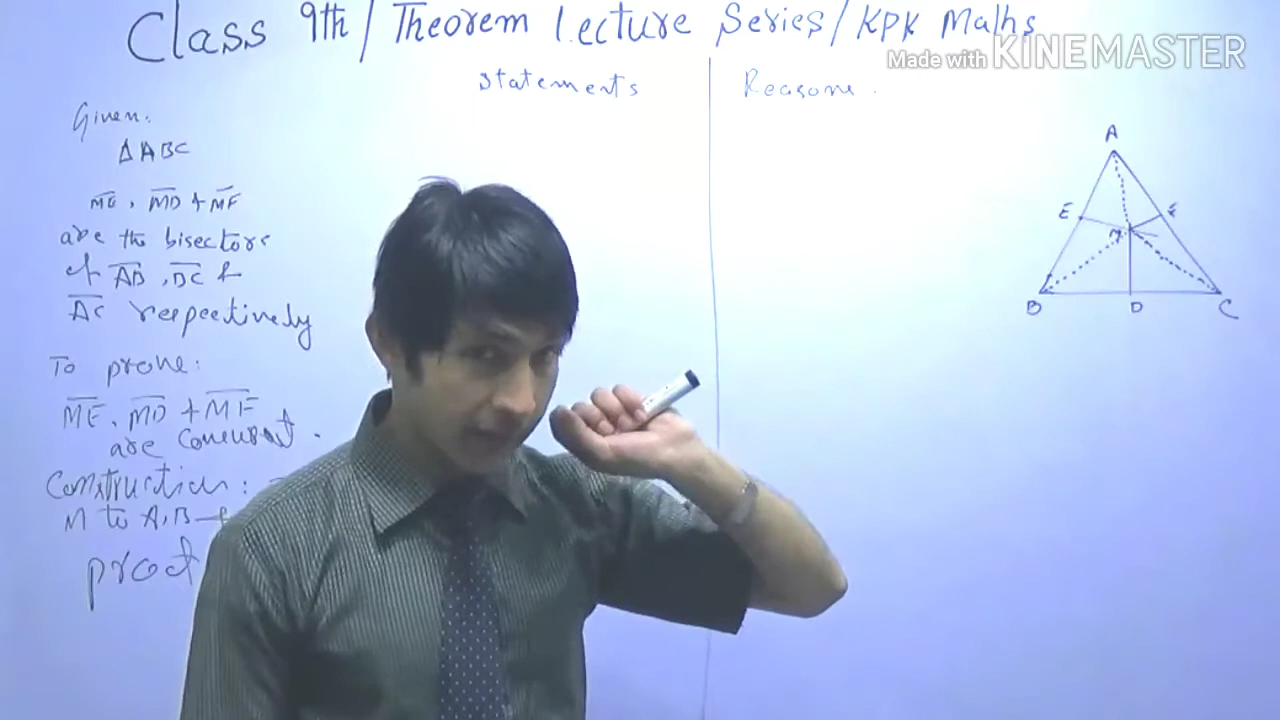 Class 9th / Theorem Lecture Series / KPK Maths
Made with KINEMASTER
Statements
Reasons.
Given:
ΔABC
ME, MD & MF
are the bisectors
of AB, BC &
AC respectively
To prove:
ME, MD & MF
are concurrent.
Construction:
M to A, B &
proof
A
E
F
M
B
D
C